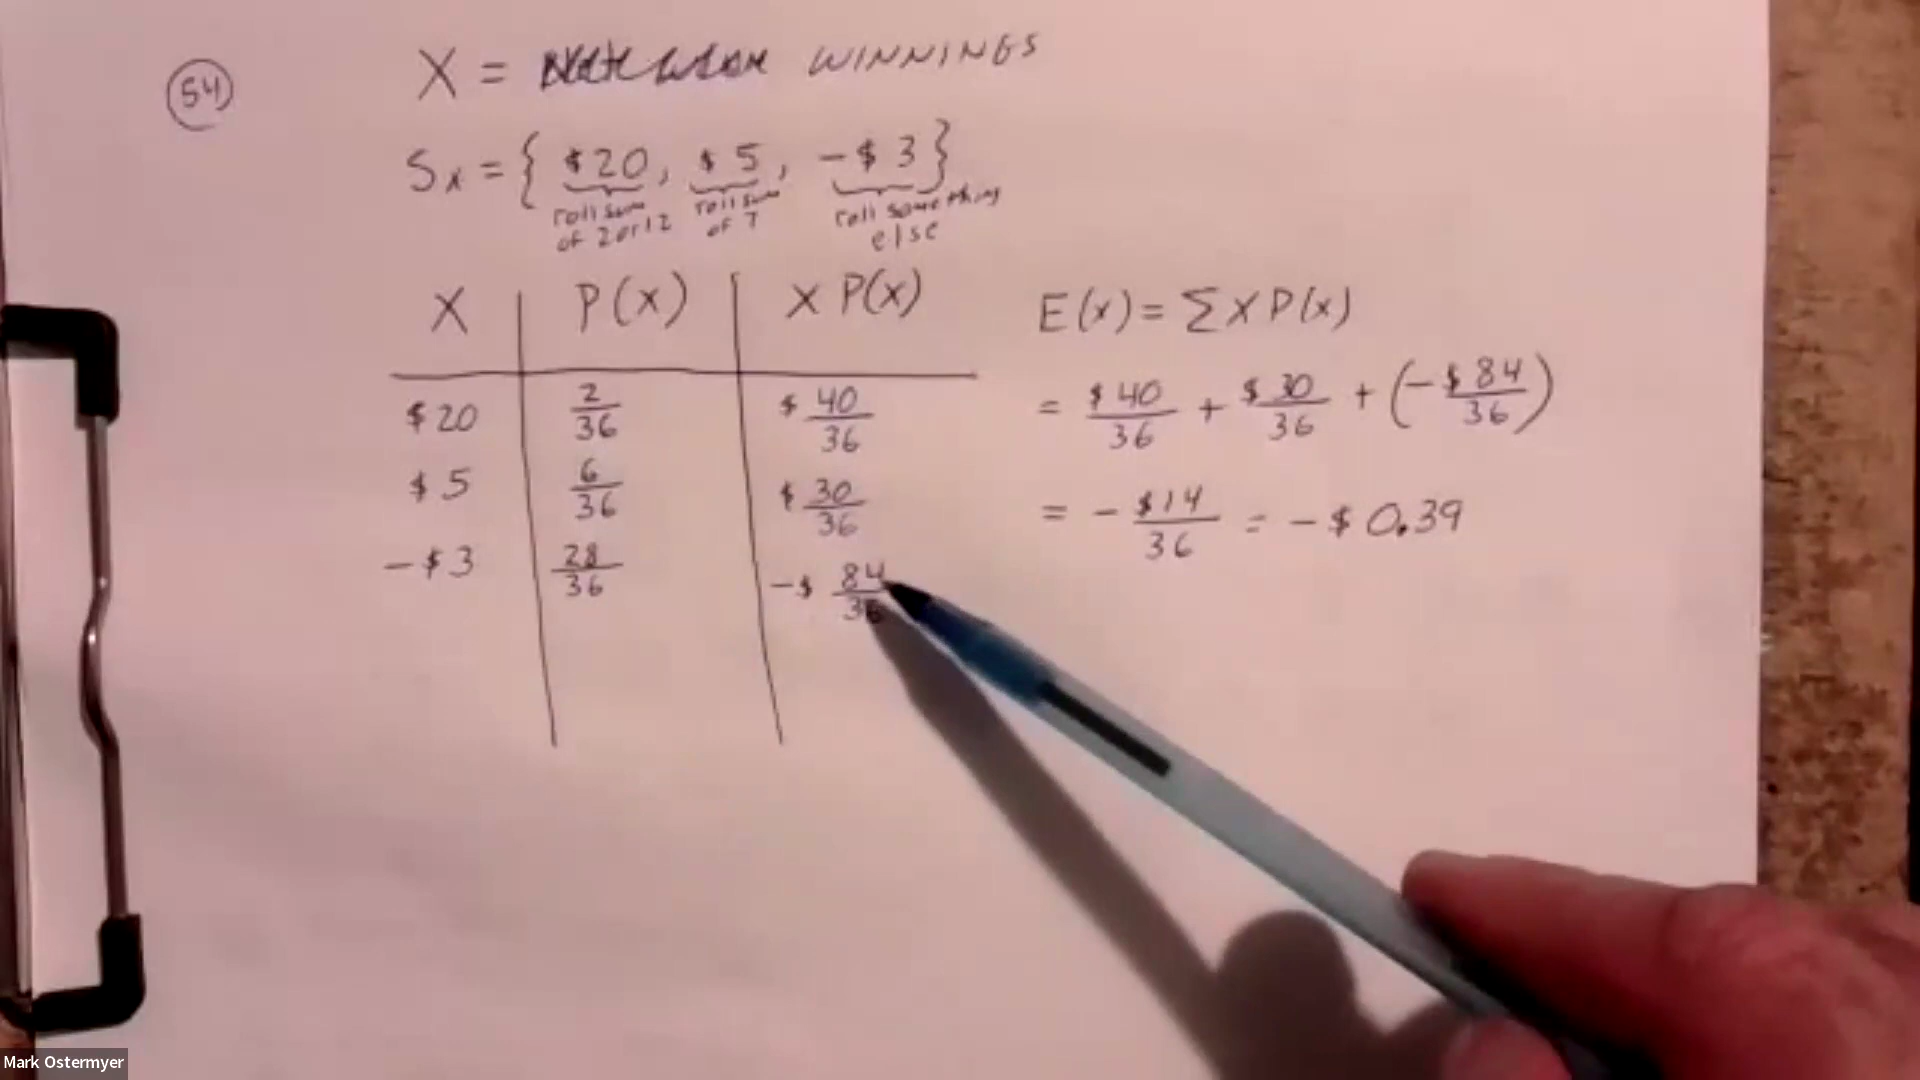 54
X = WINNINGS
Sx = { $20, $5, -$3 }
roll sum of 2 or 12
roll sum of 7
roll something else
X | P(x) | X P(x)
$20 | 2/36 | $ 40/36
$5 | 6/36 | $ 30/36
-$3 | 28/36 | -$ 84/36
E(x) = Σ X P(x)
= $40/36 + $30/36 + (-$84/36)
= -$14/36 = -$0.39
Mark Ostermyer